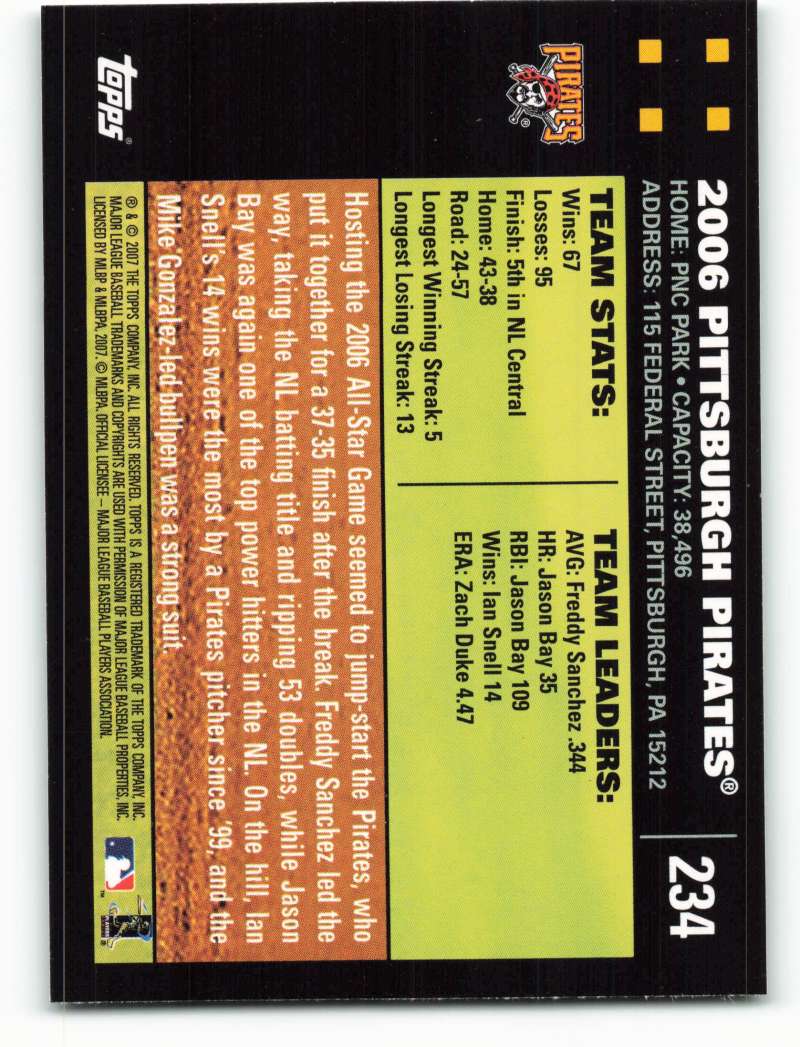 2006 PITTSBURGH PIRATES®
HOME: PNC PARK • CAPACITY: 38,496
ADDRESS: 115 FEDERAL STREET, PITTSBURGH, PA 15212
234
PIRATES®
topps®
TEAM STATS:
Wins: 67
Losses: 95
Finish: 5th in NL Central
Home: 43-38
Road: 24-57
Longest Winning Streak: 5
Longest Losing Streak: 13
TEAM LEADERS:
AVG: Freddy Sanchez .344
HR: Jason Bay 35
RBI: Jason Bay 109
Wins: Ian Snell 14
ERA: Zach Duke 4.47
Hosting the 2006 All-Star Game seemed to jump-start the Pirates, who
put it together for a 37-35 finish after the break. Freddy Sanchez led the
way, taking the NL batting title and ripping 53 doubles, while Jason
Bay was again one of the top power hitters in the NL. On the hill, Ian
Snell's 14 wins were the most by a Pirates pitcher since '99, and the
Mike Gonzalez-led bullpen was a strong suit.
® & © 2007 THE TOPPS COMPANY, INC. ALL RIGHTS RESERVED. TOPPS IS A REGISTERED TRADEMARK OF THE TOPPS COMPANY, INC.
MAJOR LEAGUE BASEBALL TRADEMARKS AND COPYRIGHTS ARE USED WITH PERMISSION OF MAJOR LEAGUE BASEBALL PROPERTIES, INC.
LICENSED BY MLBP & MLBPA, 2007. © MLBPA. OFFICIAL LICENSEE – MAJOR LEAGUE BASEBALL PLAYERS ASSOCIATION.